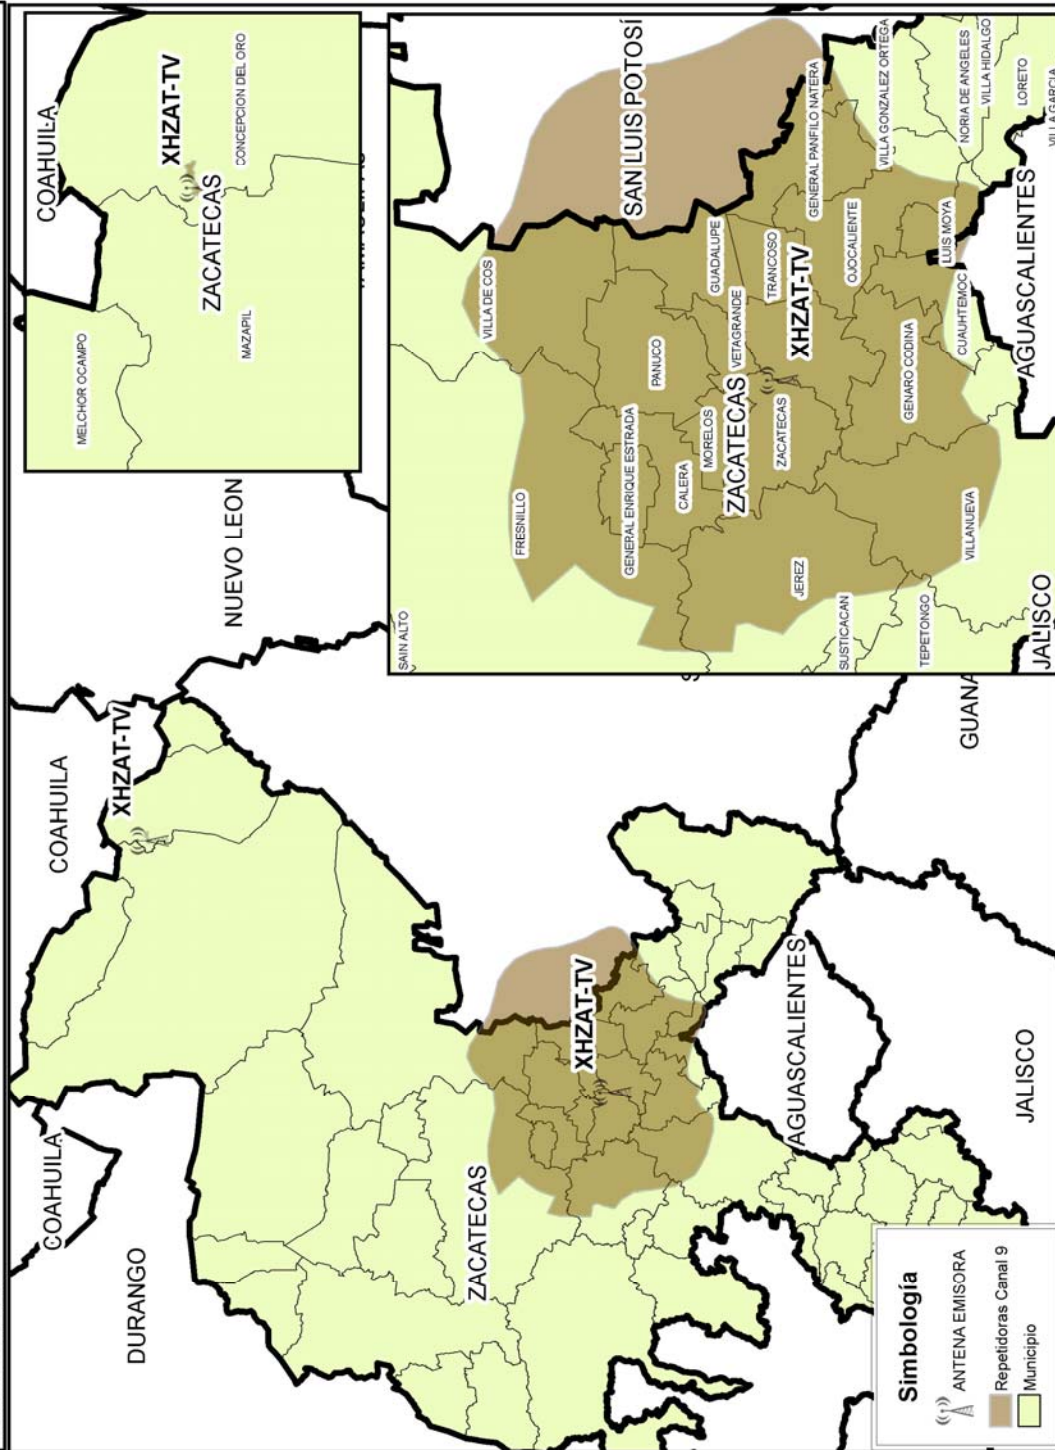 COAHUILA
DURANGO
COAHUILA
XHZAT-TV
NUEVO LEON
ZACATECAS
XHZAT-TV
AGUASCALIENTES
JALISCO
GUANA
Simbología
ANTENA EMISORA
Repetidoras Canal 9
Municipio
COAHUILA
MELCHOR OCAMPO
XHZAT-TV
ZACATECAS
CONCEPCION DEL ORO
MAZAPIL
SAIN ALTO
VILLA DE COS
FRESNILLO
SAN LUIS POTOSÍ
PANUCO
GENERAL ENRIQUE ESTRADA
CALERA
MORELOS
GUADALUPE
VETAGRANDE
ZACATECAS
TRANCOSO
ZACATECAS
XHZAT-TV
JEREZ
GENERAL PANFILO NATERA
OJOCALIENTE
VILLA GONZALEZ ORTEGA
SUSTICACAN
GENARO CODINA
LUIS MOYA
TEPETONGO
VILLANUEVA
CUAUHTEMOC
NORIA DE ANGELES
VILLA HIDALGO
LORETO
VILLA GARCIA
AGUASCALIENTES
JALISCO